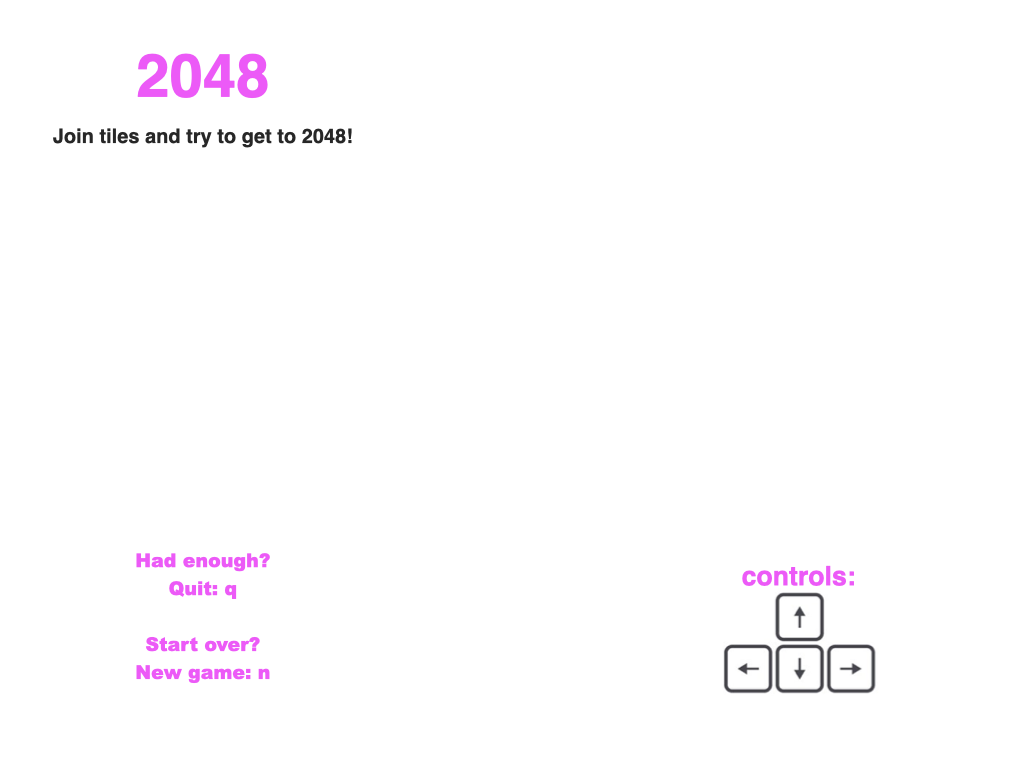 2048
Join tiles and try to get to 2048!
Had enough?
Quit: q
Start over?
New game: n
controls:
↑
← ↓ →